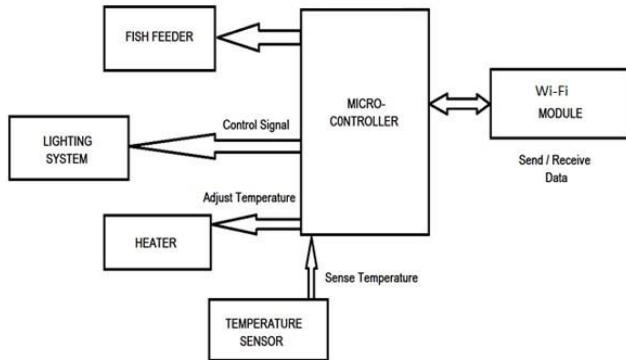 FISH FEEDER
MICRO-
CONTROLLER
Wi-Fi
MODULE
Control Signal
LIGHTING
SYSTEM
Send / Receive
Data
Adjust Temperature
HEATER
Sense Temperature
TEMPERATURE
SENSOR